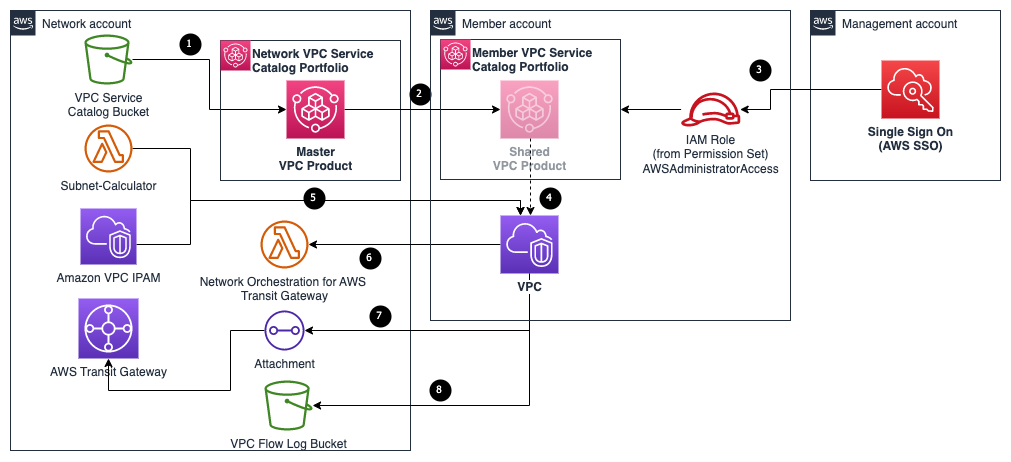 aws
Network account
aws
Member account
aws
Management account
1
VPC Service
Catalog Bucket
Network VPC Service
Catalog Portfolio
Master
VPC Product
2
Member VPC Service
Catalog Portfolio
Shared
VPC Product
3
IAM Role
(from Permission Set)
AWSAdministratorAccess
Single Sign On
(AWS SSO)
Subnet-Calculator
5
4
Amazon VPC IPAM
6
Network Orchestration for AWS
Transit Gateway
VPC
7
Attachment
AWS Transit Gateway
8
VPC Flow Log Bucket